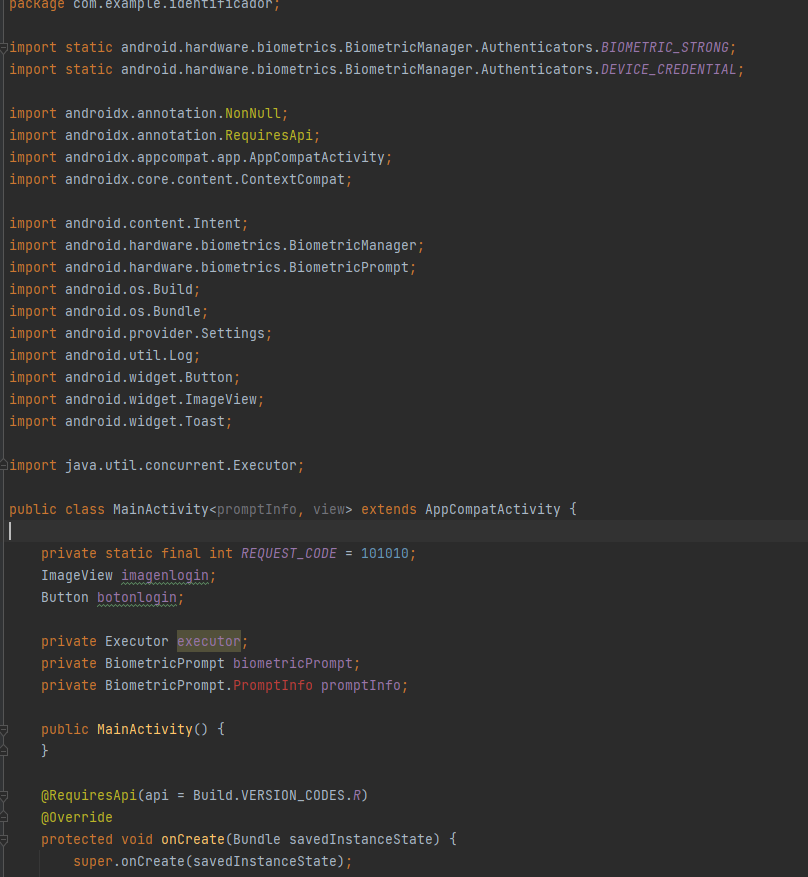 package com.example.identificador;
import static android.hardware.biometrics.BiometricManager.Authenticators.BIOMETRIC_STRONG;
import static android.hardware.biometrics.BiometricManager.Authenticators.DEVICE_CREDENTIAL;
import androidx.annotation.NonNull;
import androidx.annotation.RequiresApi;
import androidx.appcompat.app.AppCompatActivity;
import androidx.core.content.ContextCompat;
import android.content.Intent;
import android.hardware.biometrics.BiometricManager;
import android.hardware.biometrics.BiometricPrompt;
import android.os.Build;
import android.os.Bundle;
import android.provider.Settings;
import android.util.Log;
import android.widget.Button;
import android.widget.ImageView;
import android.widget.Toast;
import java.util.concurrent.Executor;
public class MainActivity<promptInfo, view> extends AppCompatActivity {
private static final int REQUEST_CODE = 101010;
ImageView imagenlogin;
Button botonlogin;
private Executor executor;
private BiometricPrompt biometricPrompt;
private BiometricPrompt.PromptInfo promptInfo;
public MainActivity() {
}
@RequiresApi(api = Build.VERSION_CODES.R)
@Override
protected void onCreate(Bundle savedInstanceState) {
super.onCreate(savedInstanceState);